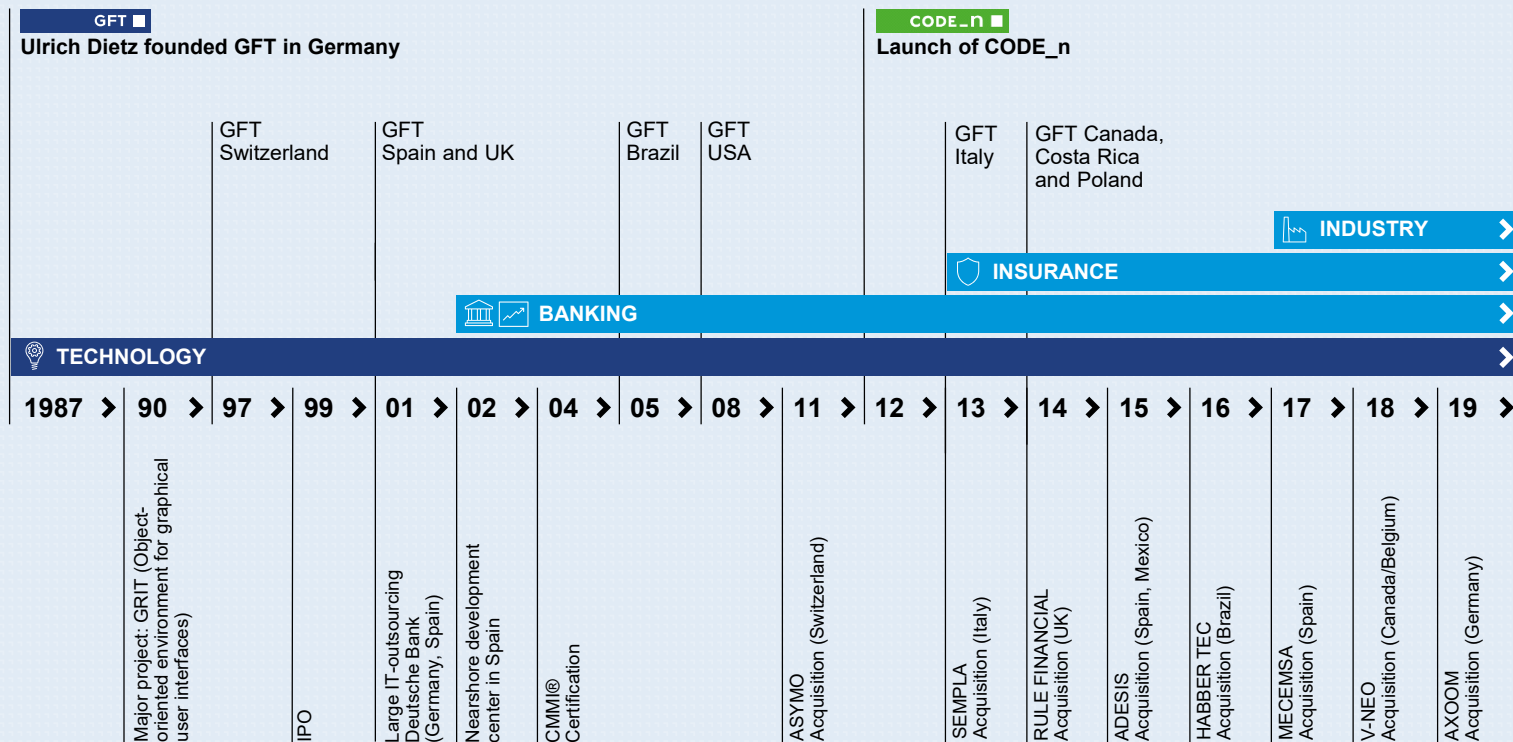 GFT
Ulrich Dietz founded GFT in Germany
CODE_n
Launch of CODE_n
GFT
Switzerland
GFT
Spain and UK
GFT
Brazil
GFT
USA
GFT
Italy
GFT Canada,
Costa Rica
and Poland
INDUSTRY
INSURANCE
BANKING
TECHNOLOGY
1987 90 97 99 01 02 04 05 08 11 12 13 14 15 16 17 18 19
Major project: GRIT (Object-
oriented environment for graphical
user interfaces)
IPO
Large IT-outsourcing
Deutsche Bank
(Germany, Spain)
Nearshore development
center in Spain
CMMI®
Certification
ASYMO
Acquisition (Switzerland)
SEMPLA
Acquisition (Italy)
RULE FINANCIAL
Acquisition (UK)
ADESIS
Acquisition (Spain, Mexico)
HABBER TEC
Acquisition (Brazil)
MECEMSA
Acquisition (Spain)
V-NEO
Acquisition (Canada/Belgium)
AXOOM
Acquisition (Germany)